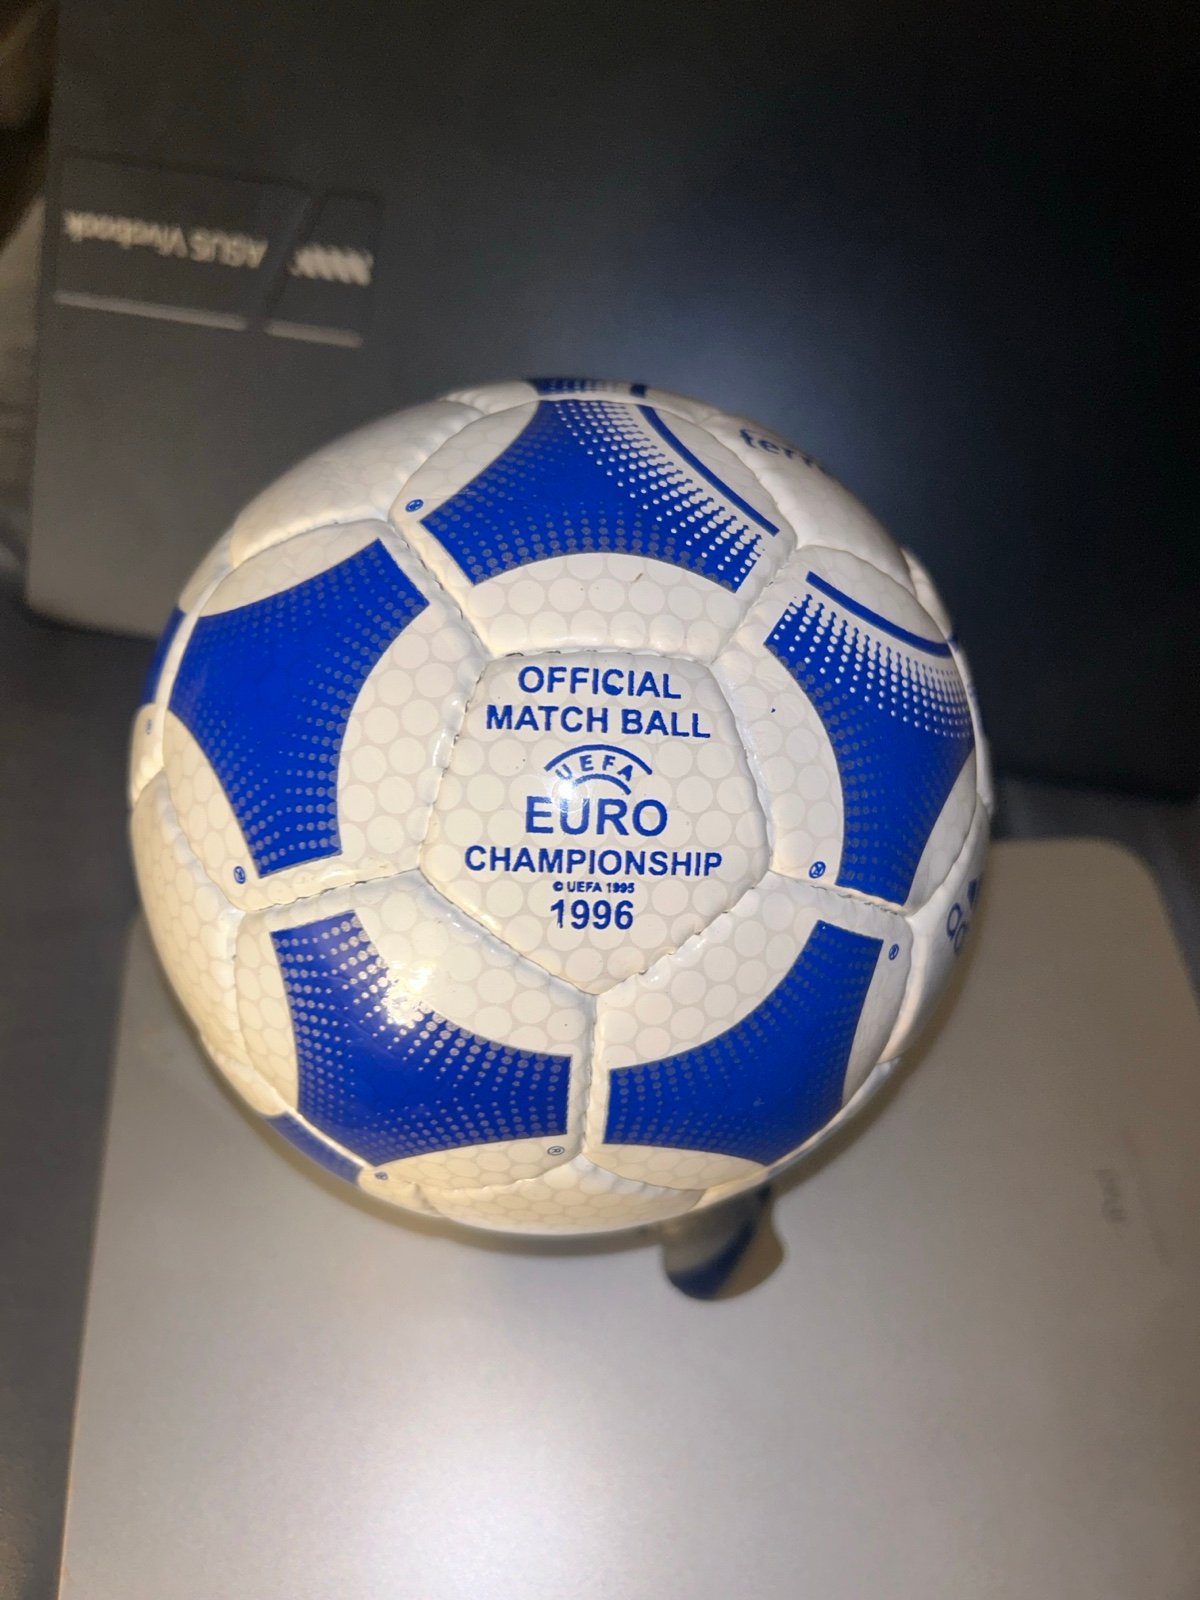 ASUS Vivobook
OFFICIAL
MATCH BALL
UEFA
EURO
CHAMPIONSHIP
© UEFA 1995
1996
®
®
®
®
®